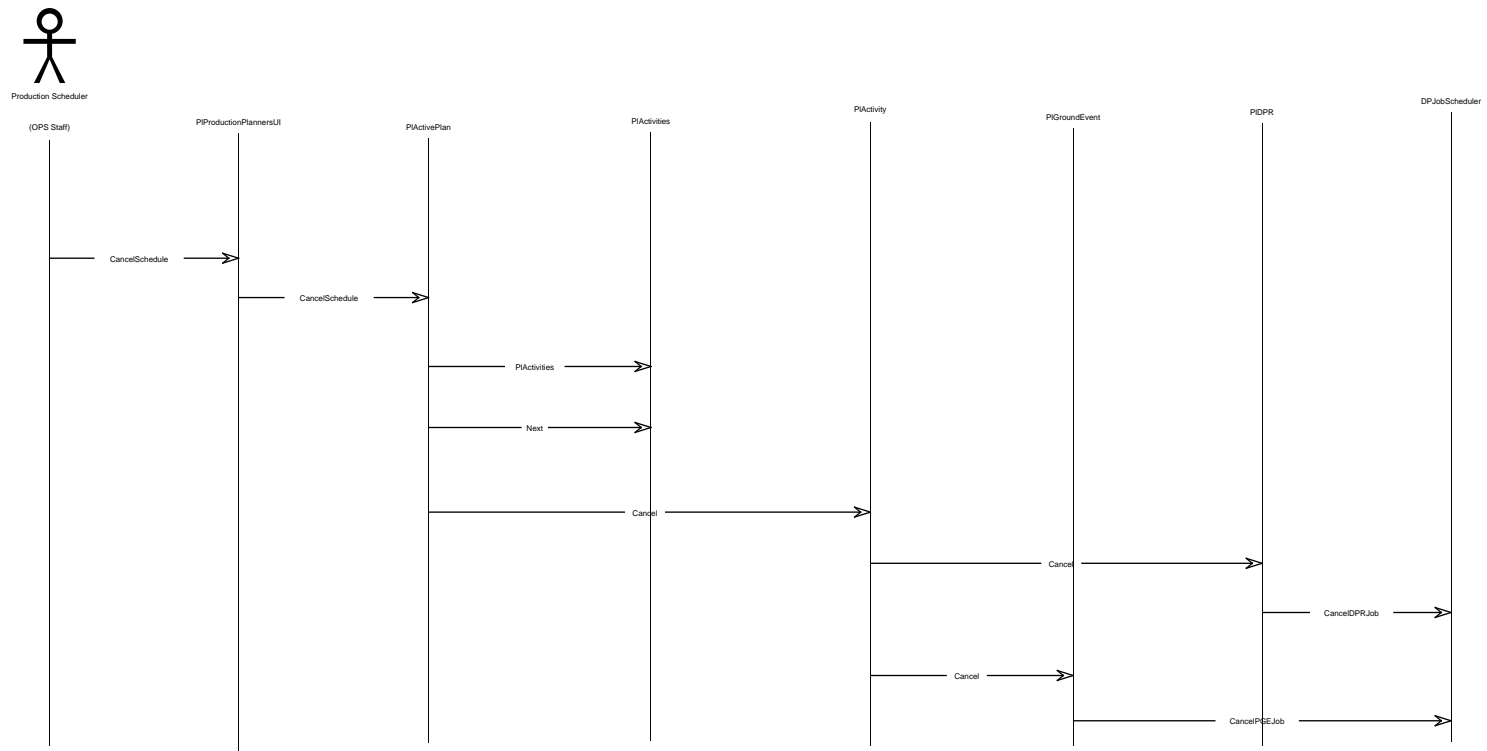 Production Scheduler
(OPS Staff)
PlProductionPlannersUI
PlActivePlan
PlActivities
PlActivity
PlGroundEvent
PlDPR
DPJobScheduler
CancelSchedule
CancelSchedule
PlActivities
Next
Cancel
Cancel
CancelDPRJob
Cancel
CancelPGEJob